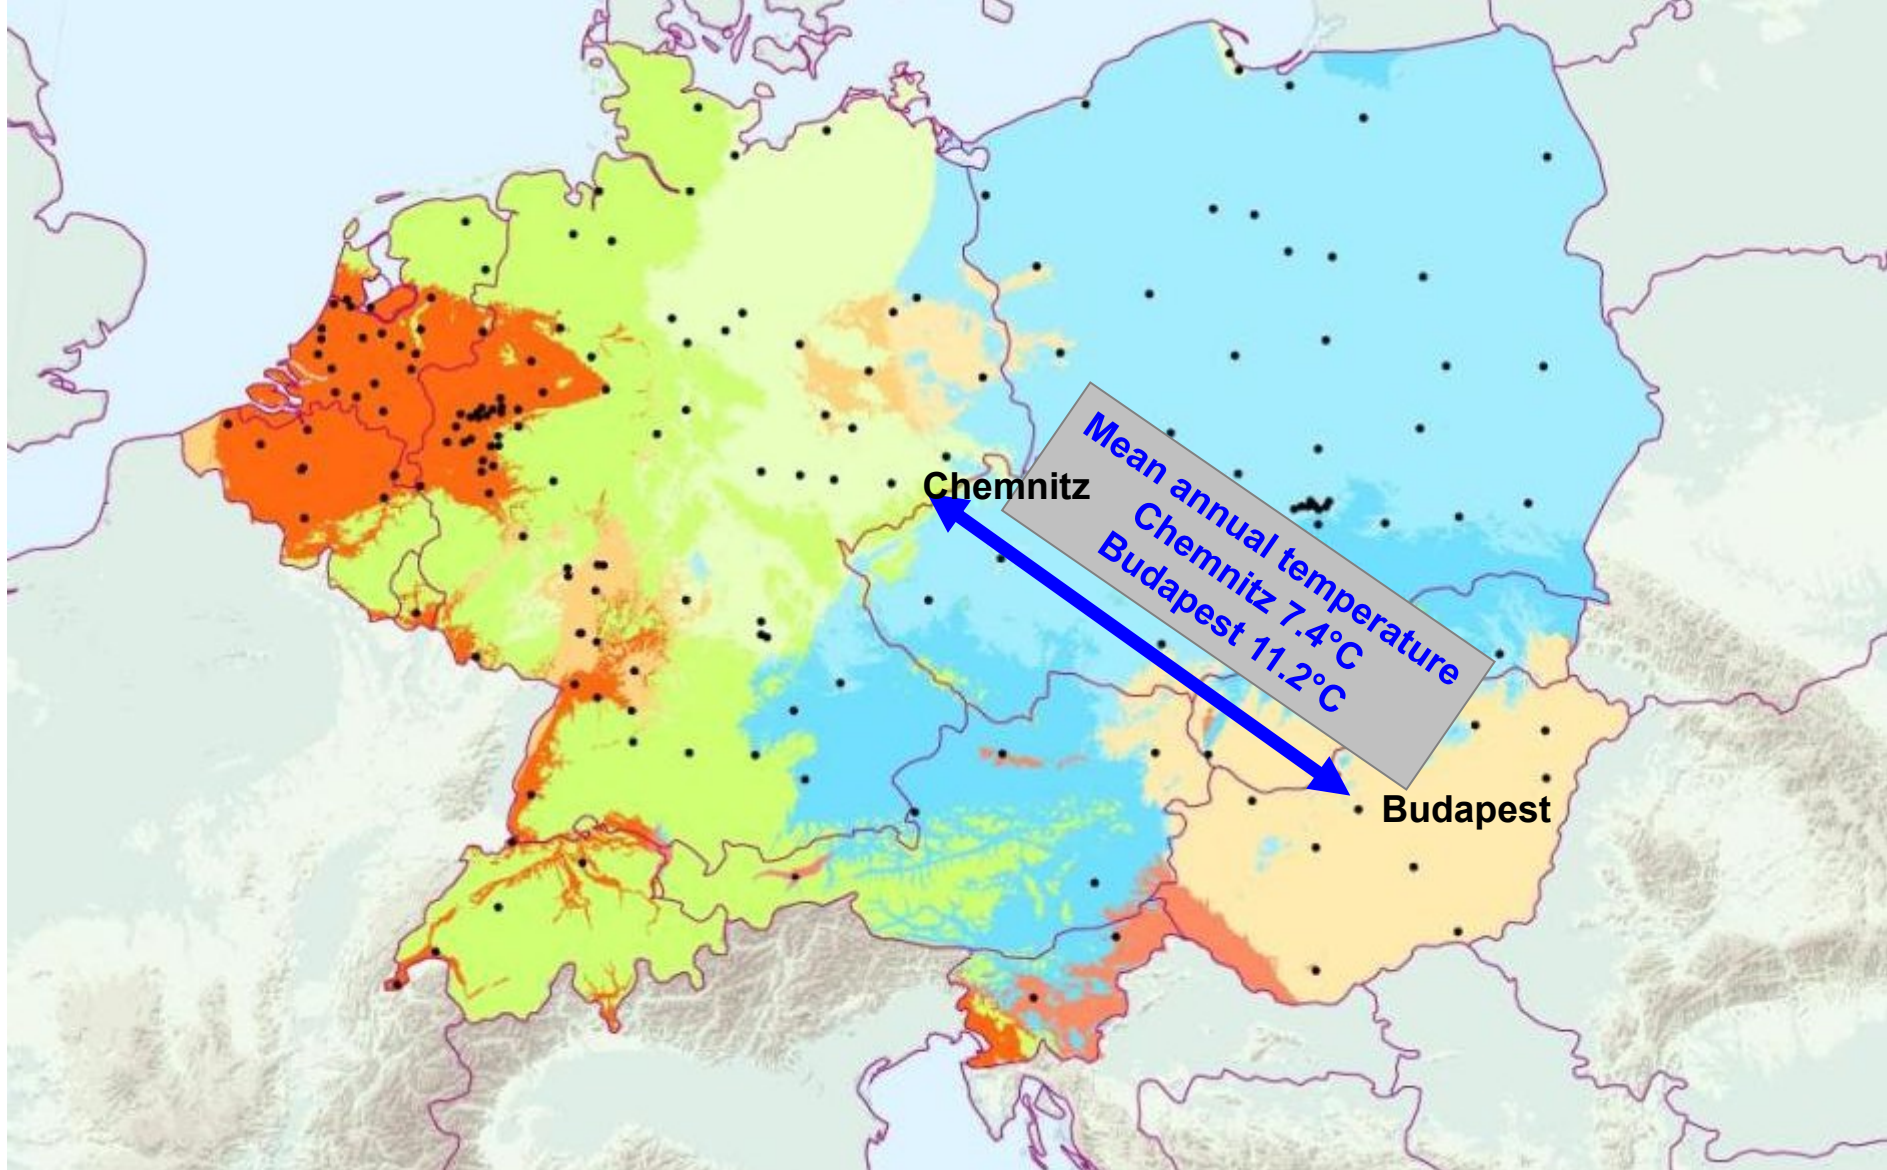 Chemnitz
Mean annual temperature
Chemnitz 7.4°C
Budapest 11.2°C
Budapest